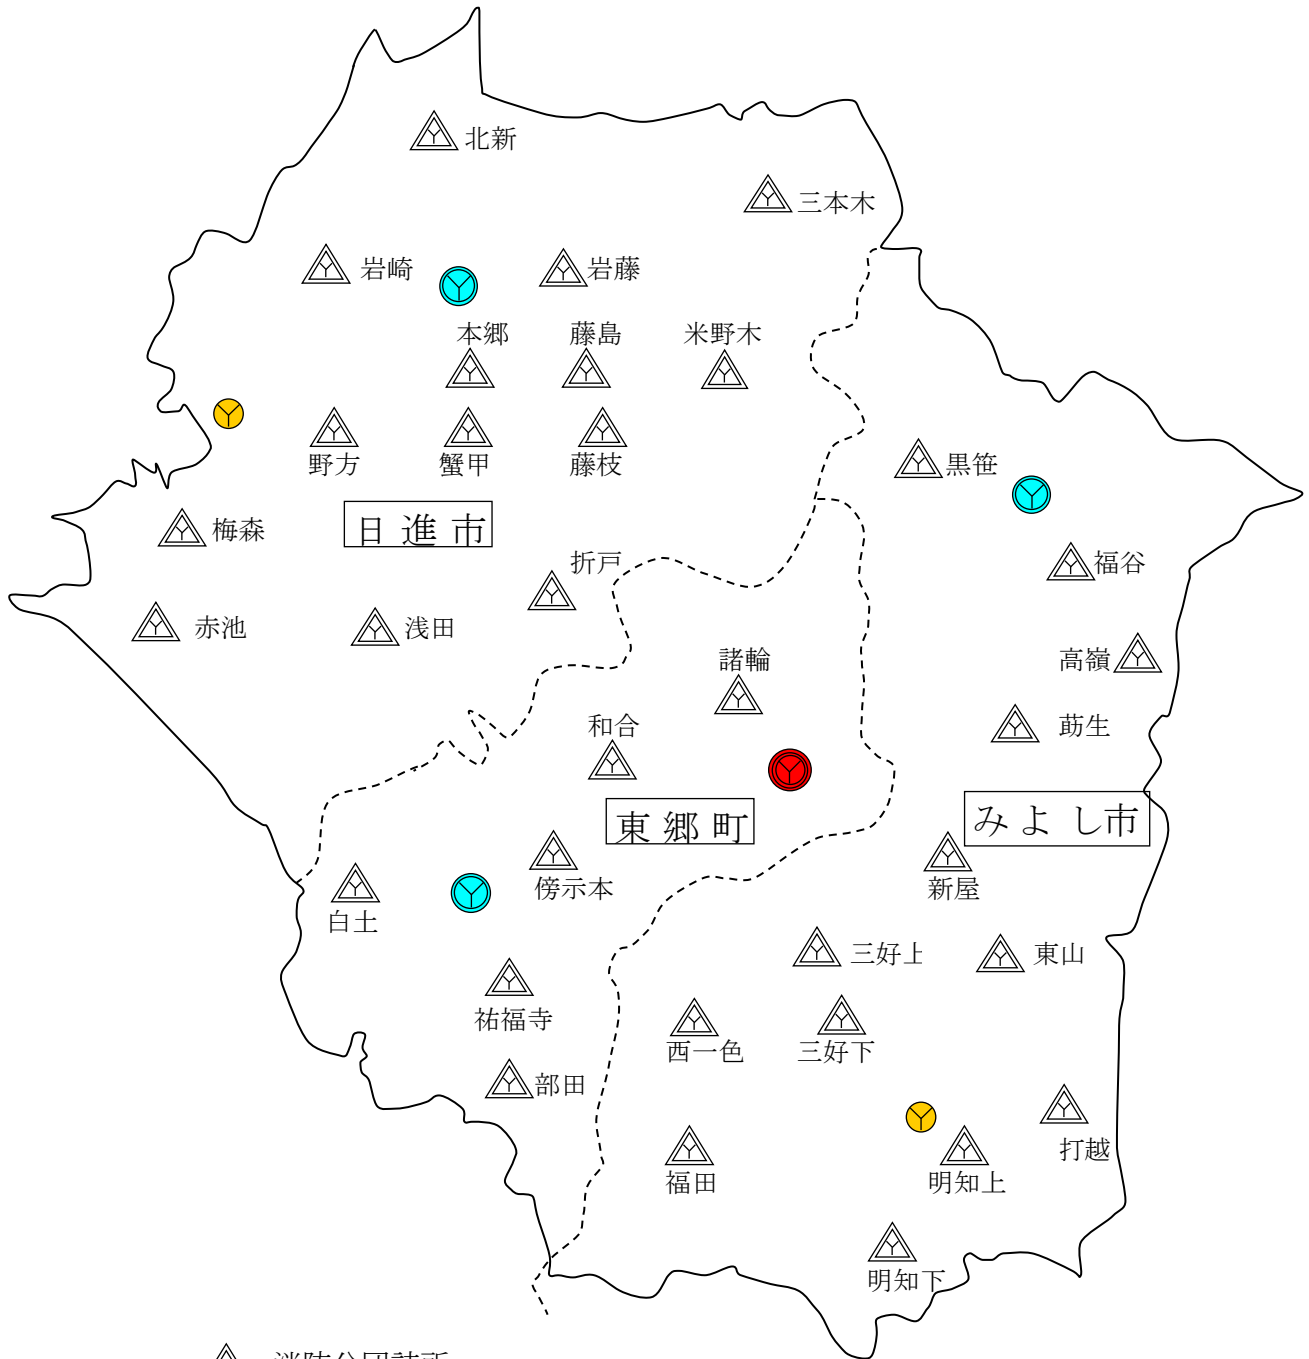 北新
三本木
岩崎
岩藤
本郷
藤島
米野木
野方
蟹甲
藤枝
黒笹
日進市
梅森
折戸
福谷
赤池
浅田
高嶺
諸輪
莇生
和合
東郷町
みよし市
傍示本
新屋
白土
三好上
東山
祐福寺
西一色
三好下
部田
打越
福田
明知上
明知下